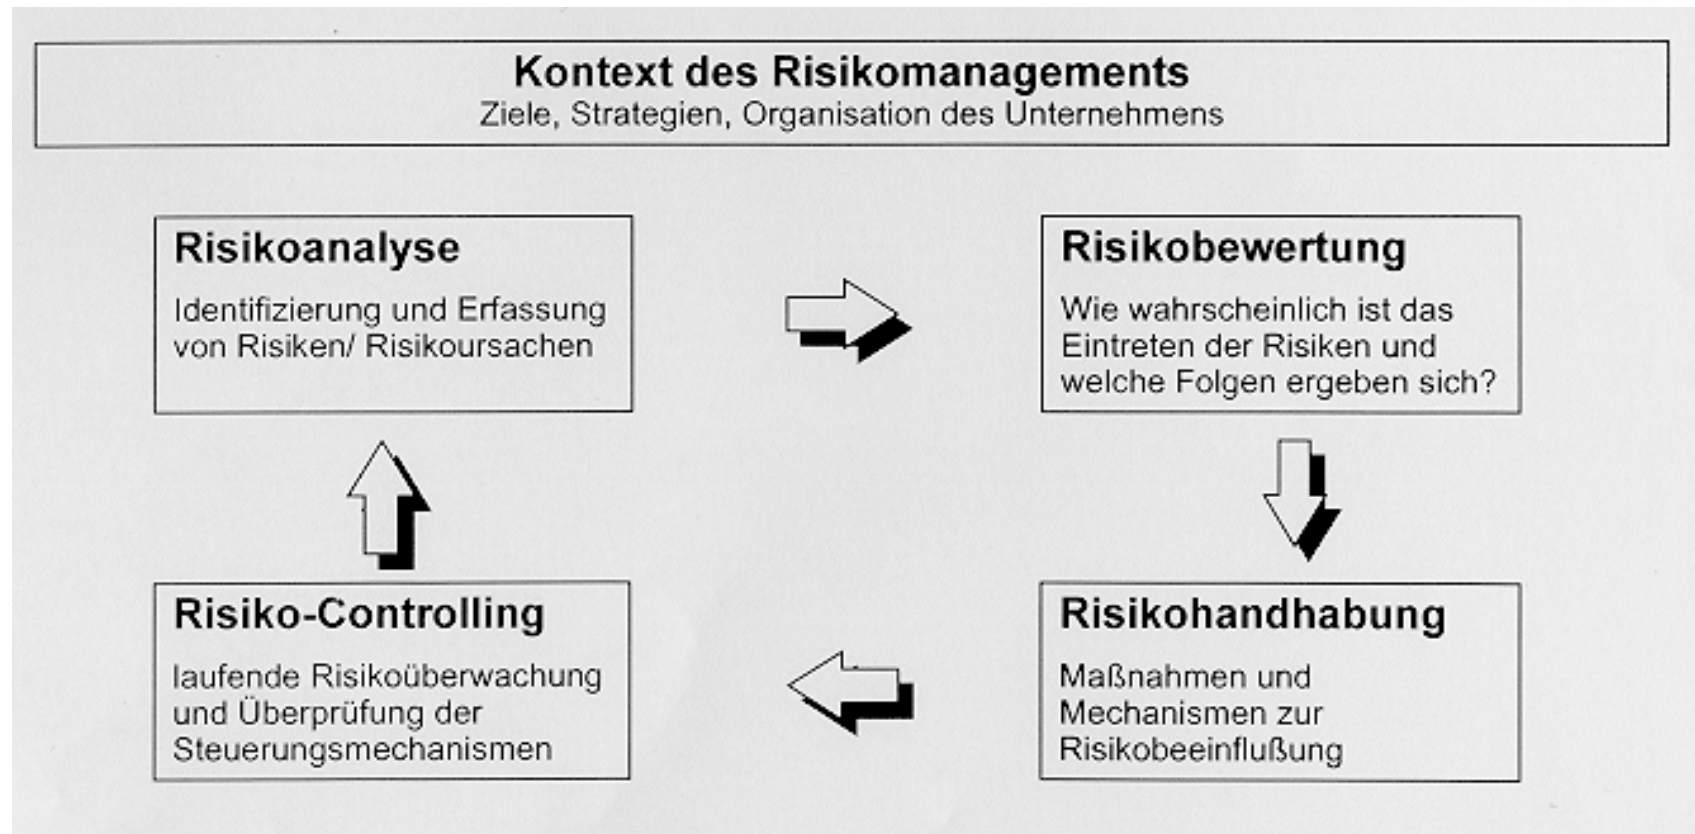 Kontext des Risikomanagements
Ziele, Strategien, Organisation des Unternehmens
Risikoanalyse
Identifizierung und Erfassung
von Risiken/ Risikoursachen
Risikobewertung
Wie wahrscheinlich ist das
Eintreten der Risiken und
welche Folgen ergeben sich?
Risiko-Controlling
laufende Risikoüberwachung
und Überprüfung der
Steuerungsmechanismen
Risikohandhabung
Maßnahmen und
Mechanismen zur
Risikobeeinflußung